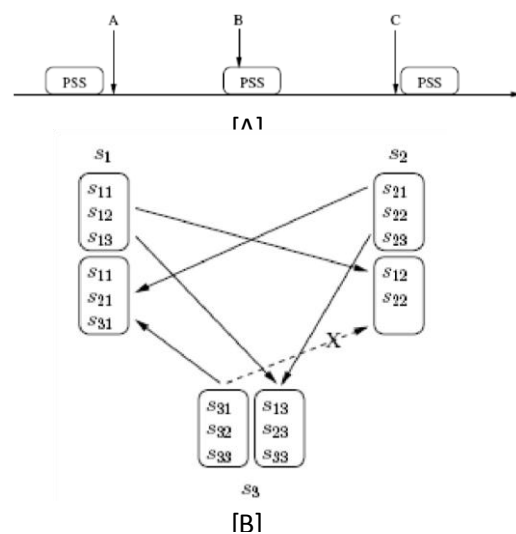 A B C
PSS PSS PSS
[A]
s1 s2
s11 s21
s12 s22
s13 s23
s11 s12
s21 s22
s31
X
s31 s13
s32 s23
s33 s33
s3
[B]